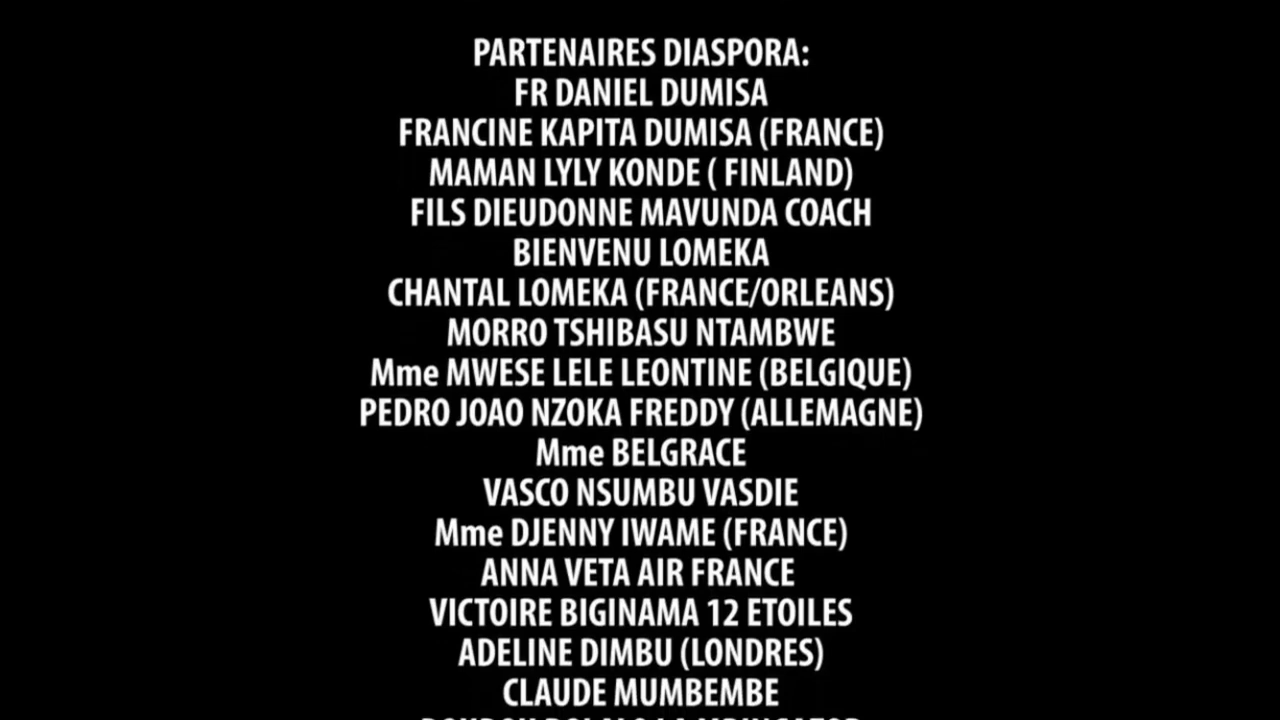 PARTENAIRES DIASPORA:
FR DANIEL DUMISA
FRANCINE KAPITA DUMISA (FRANCE)
MAMAN LYLY KONDE ( FINLAND)
FILS DIEUDONNE MAVUNDA COACH
BIENVENU LOMEKA
CHANTAL LOMEKA (FRANCE/ORLEANS)
MORRO TSHIBASU NTAMBWE
Mme MWESE LELE LEONTINE (BELGIQUE)
PEDRO JOAO NZOKA FREDDY (ALLEMAGNE)
Mme BELGRACE
VASCO NSUMBU VASDIE
Mme DJENNY IWAME (FRANCE)
ANNA VETA AIR FRANCE
VICTOIRE BIGINAMA 12 ETOILES
ADELINE DIMBU (LONDRES)
CLAUDE MUMBEMBE